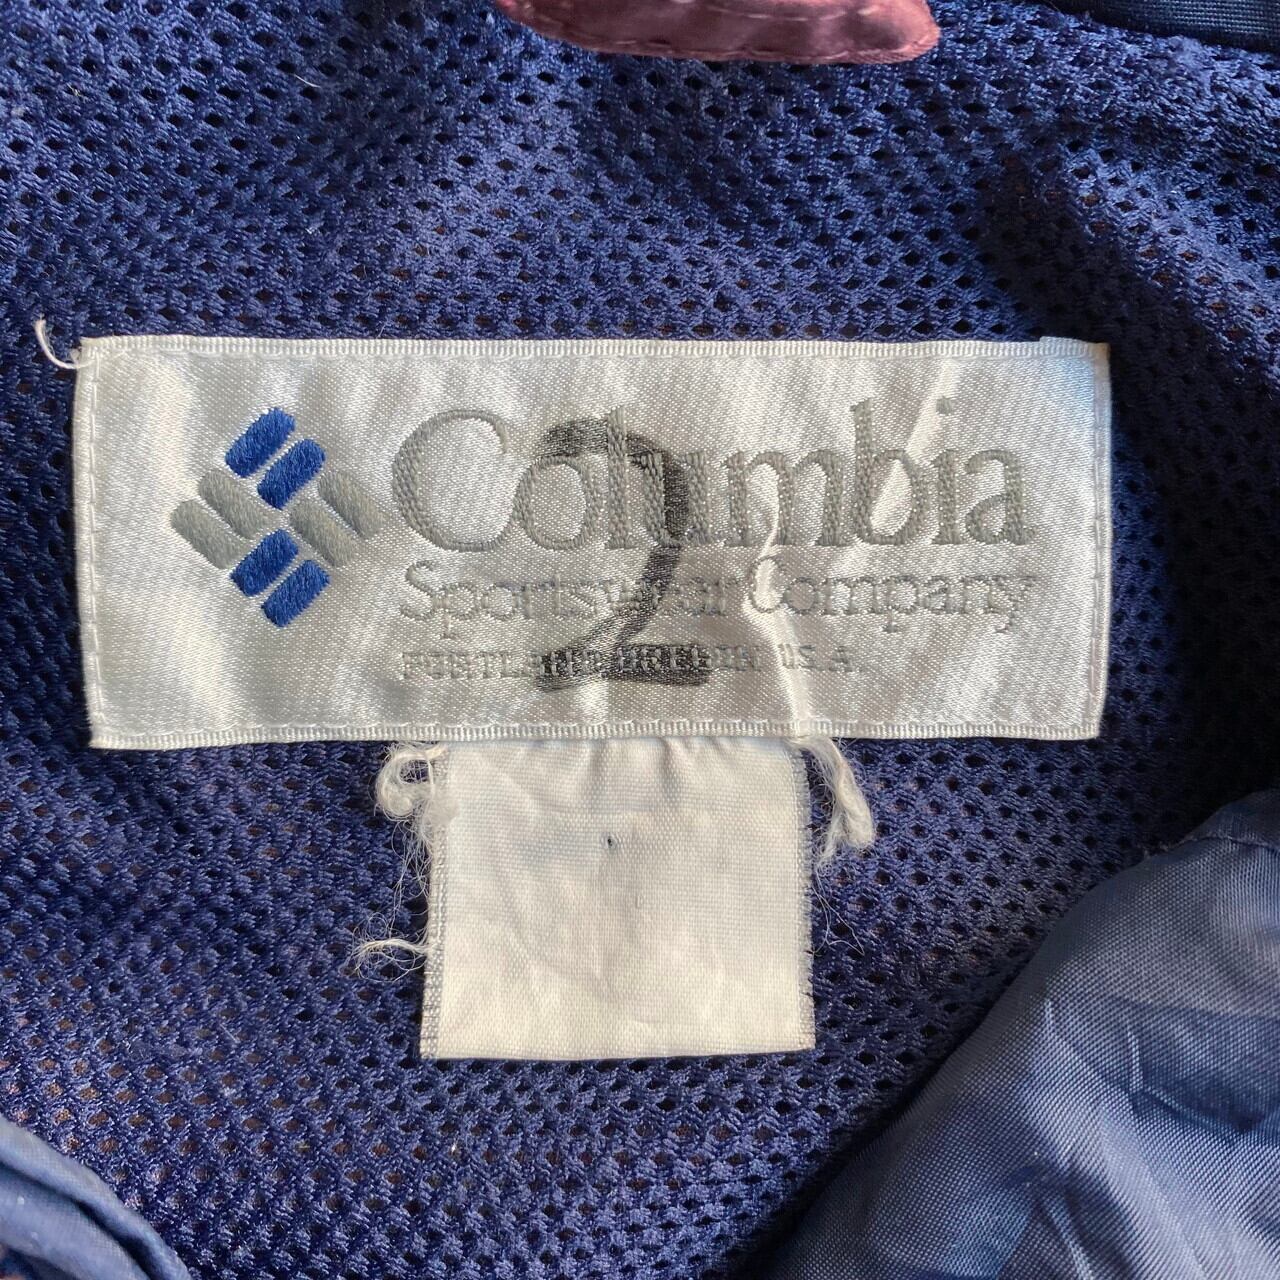 Columbia
Sportswear Company
PORTLAND OREGON U.S.A.
2